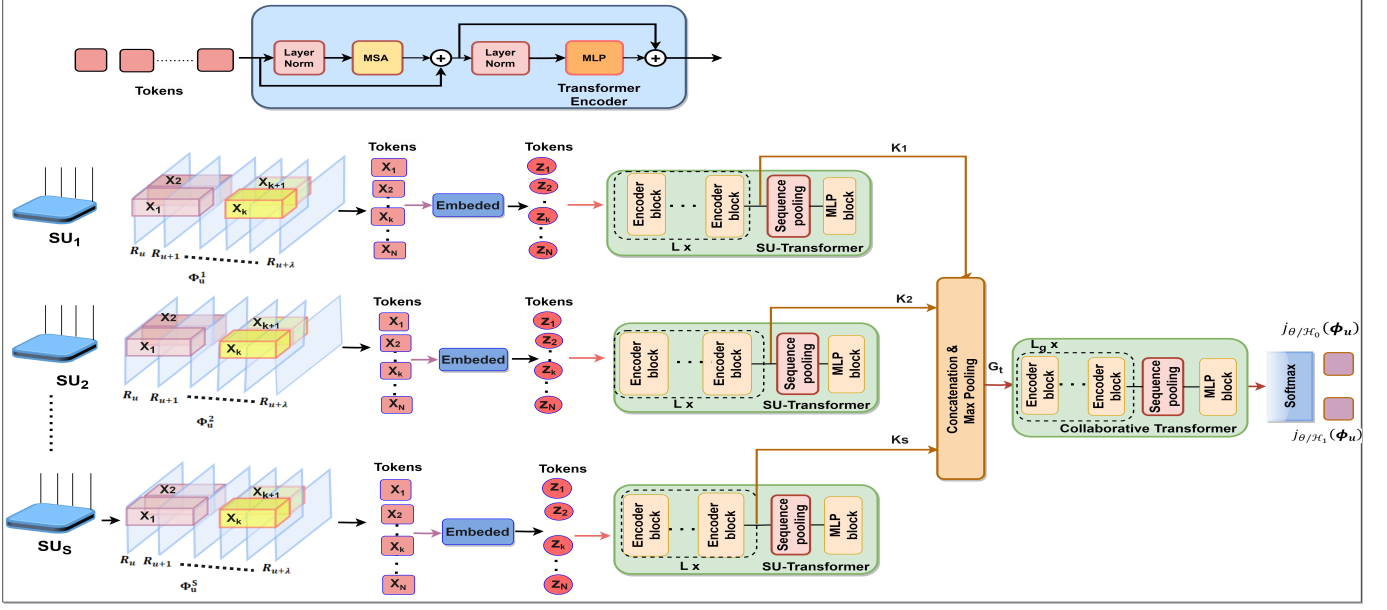 Layer
Norm
MSA
+
Layer
Norm
MLP
+
Tokens
Transformer
Encoder
SU1
X2
X1
Xk+1
Xk
Ru Ru+1 Ru+λ
Φu^1
Tokens
X1
X2
Xk
XN
Embeded
Tokens
Z1
Z2
Zk
ZN
Encoder
block
Encoder
block
L x
Sequence
pooling
MLP
block
SU-Transformer
K1
SU2
X2
X1
Xk+1
Xk
Ru Ru+1 Ru+λ
Φu^2
Tokens
X1
X2
Xk
XN
Embeded
Tokens
Z1
Z2
Zk
ZN
Encoder
block
Encoder
block
L x
Sequence
pooling
MLP
block
SU-Transformer
K2
SUS
X2
X1
Xk+1
Xk
Ru Ru+1 Ru+λ
Φu^S
Tokens
X1
X2
Xk
XN
Embeded
Tokens
Z1
Z2
Zk
ZN
Encoder
block
Encoder
block
L x
Sequence
pooling
MLP
block
SU-Transformer
Ks
Concatenation &
Max Pooling
Gt
Lg x
Encoder
block
Encoder
block
Sequence
pooling
MLP
block
Collaborative Transformer
Softmax
jθ/ℋ0(ϕu)
jθ/ℋ1(ϕu)